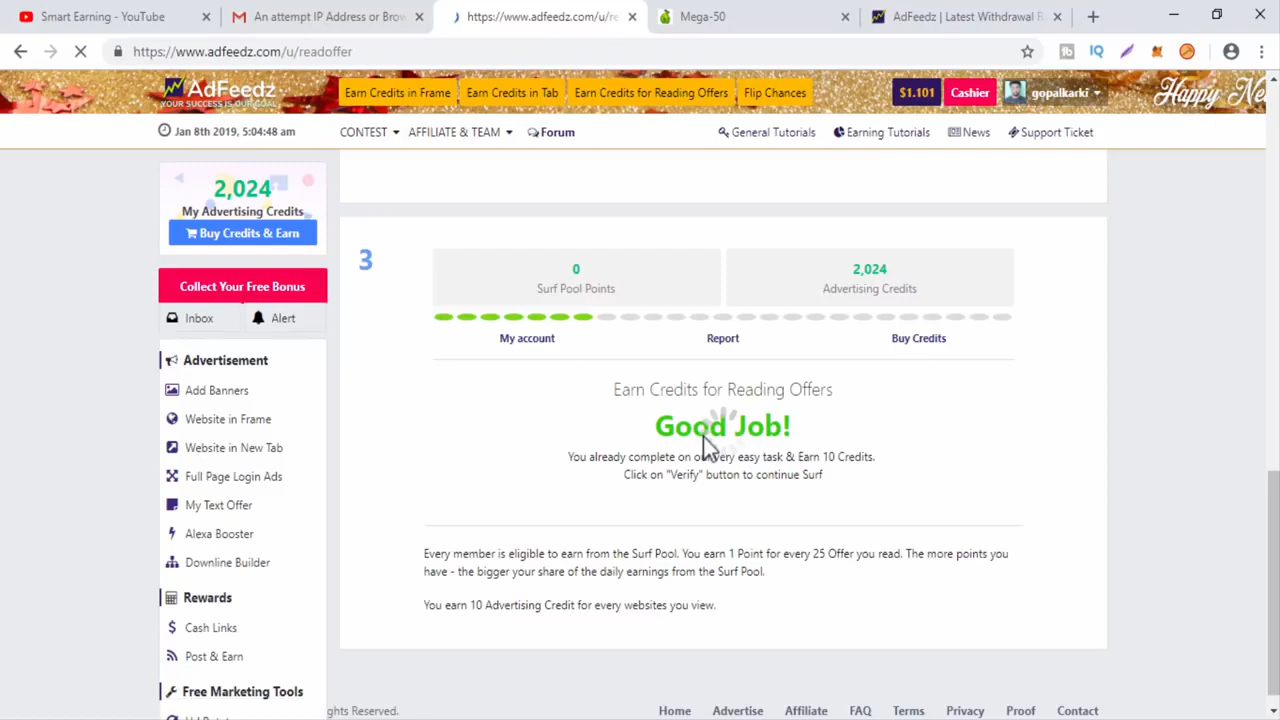 Smart Earning - YouTube
An attempt IP Address or Brow
https://www.adfeedz.com/u/re
Mega-50
AdFeedz | Latest Withdrawal R
https://www.adfeedz.com/u/readoffer
AdFeedz
YOUR SUCCESS IS OUR GOAL
Earn Credits in Frame
Earn Credits in Tab
Earn Credits for Reading Offers
Flip Chances
$1.101
Cashier
gopalkarki
Happy Ne
Jan 8th 2019, 5:04:48 am
CONTEST
AFFILIATE & TEAM
Forum
General Tutorials
Earning Tutorials
News
Support Ticket
2,024
My Advertising Credits
Buy Credits & Earn
Collect Your Free Bonus
Inbox
Alert
Advertisement
Add Banners
Website in Frame
Website in New Tab
Full Page Login Ads
My Text Offer
Alexa Booster
Downline Builder
Rewards
Cash Links
Post & Earn
Free Marketing Tools
3
0
Surf Pool Points
2,024
Advertising Credits
My account
Report
Buy Credits
Earn Credits for Reading Offers
Good Job!
You already complete on our very easy task & Earn 10 Credits.
Click on "Verify" button to continue Surf
Every member is eligible to earn from the Surf Pool. You earn 1 Point for every 25 Offer you read. The more points you
have - the bigger your share of the daily earnings from the Surf Pool.
You earn 10 Advertising Credit for every websites you view.
ghts Reserved.
Home
Advertise
Affiliate
FAQ
Terms
Privacy
Proof
Contact